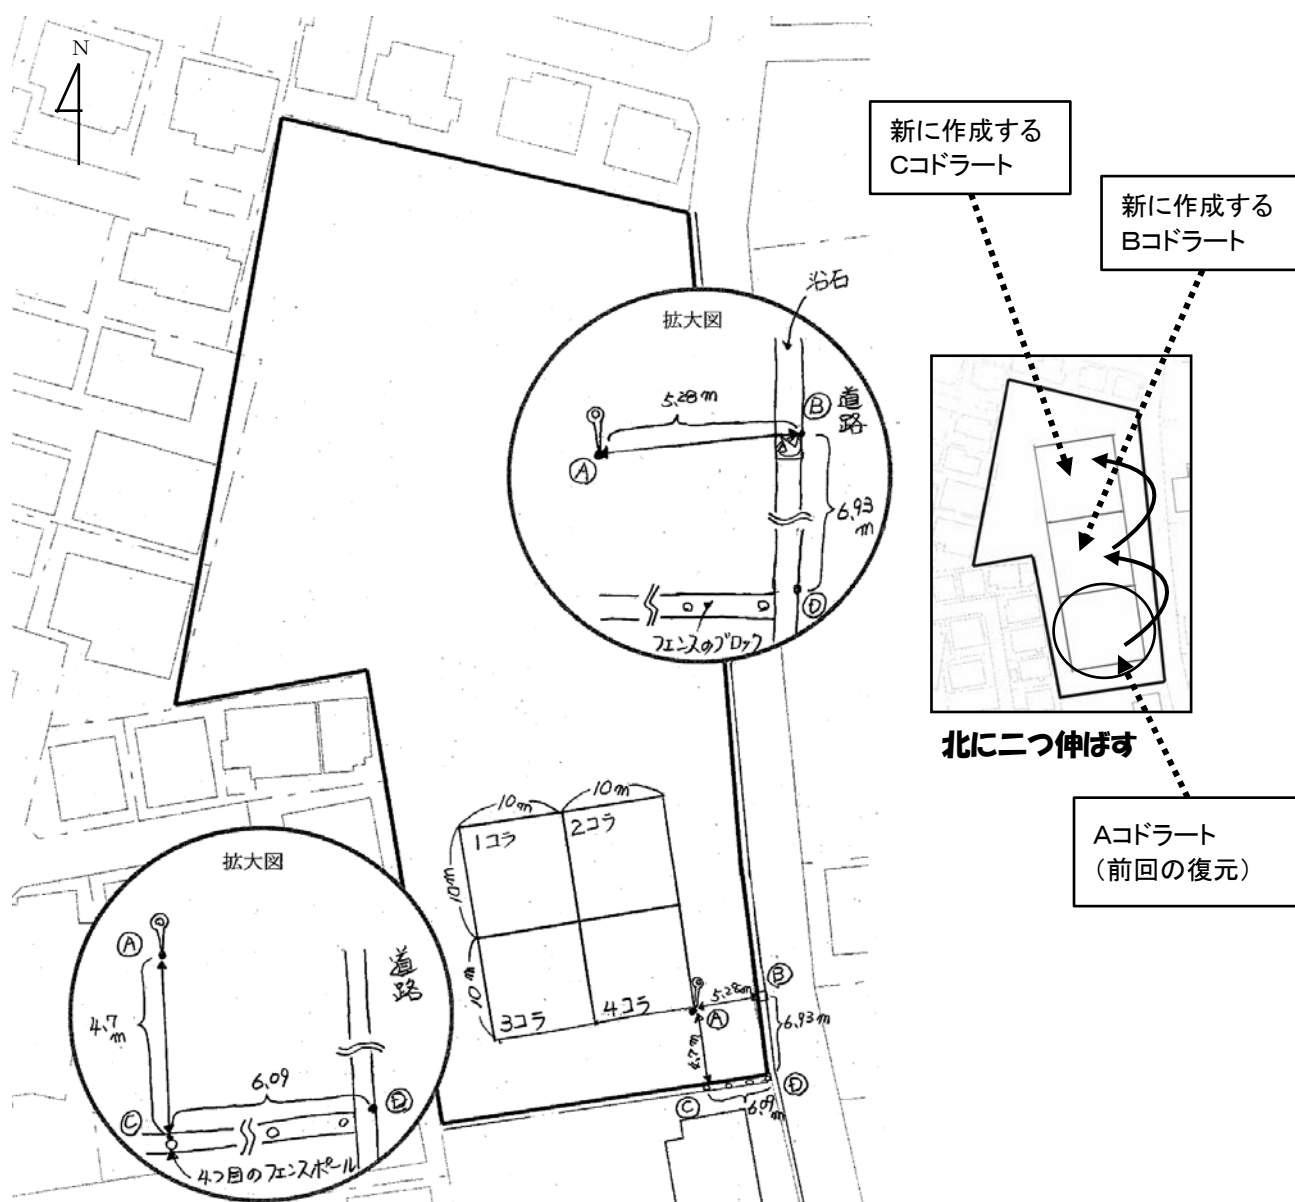 N
新に作成する
Cコドラート
新に作成する
Bコドラート
沿石
拡大図
5.28m
Ⓑ
道路
Ⓐ
6.93
m
Ⓓ
フェンスのブロック
北に二つ伸ばす
Aコドラート
(前回の復元)
10m
10m
1コラ
2コラ
10m
10m
3コラ
4コラ
Ⓐ
5.28m
Ⓑ
6.93m
4.7m
Ⓒ
Ⓓ
6.09
m
拡大図
Ⓐ
道路
4.7
m
6.09
Ⓒ
Ⓓ
4つ目のフェンスポール